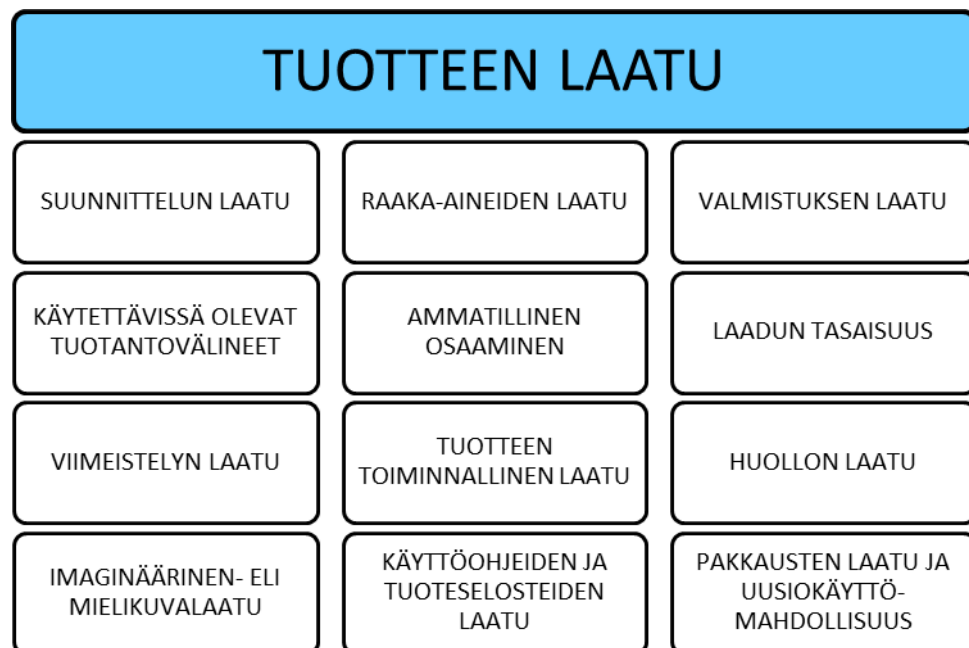 TUOTTEEN LAATU
SUUNNITTELUN LAATU
RAAKA-AINEIDEN LAATU
VALMISTUKSEN LAATU
KÄYTETTÄVISSÄ OLEVAT
TUOTANTOVÄLINEET
AMMATILLINEN
OSAAMINEN
LAADUN TASAISUUS
VIIMEISTELYN LAATU
TUOTTEEN
TOIMINNALLINEN LAATU
HUOLLON LAATU
IMAGINÄÄRINEN- ELI
MIELIKUVALAATU
KÄYTTÖOHJEIDEN JA
TUOTESELOSTEIDEN
LAATU
PAKKAUSTEN LAATU JA
UUSIOKÄYTTÖ-
MAHDOLLISUUS